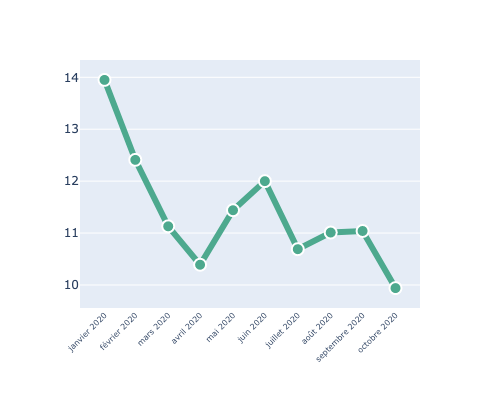 14
13
12
11
10
janvier 2020
février 2020
mars 2020
avril 2020
mai 2020
juin 2020
juillet 2020
août 2020
septembre 2020
octobre 2020